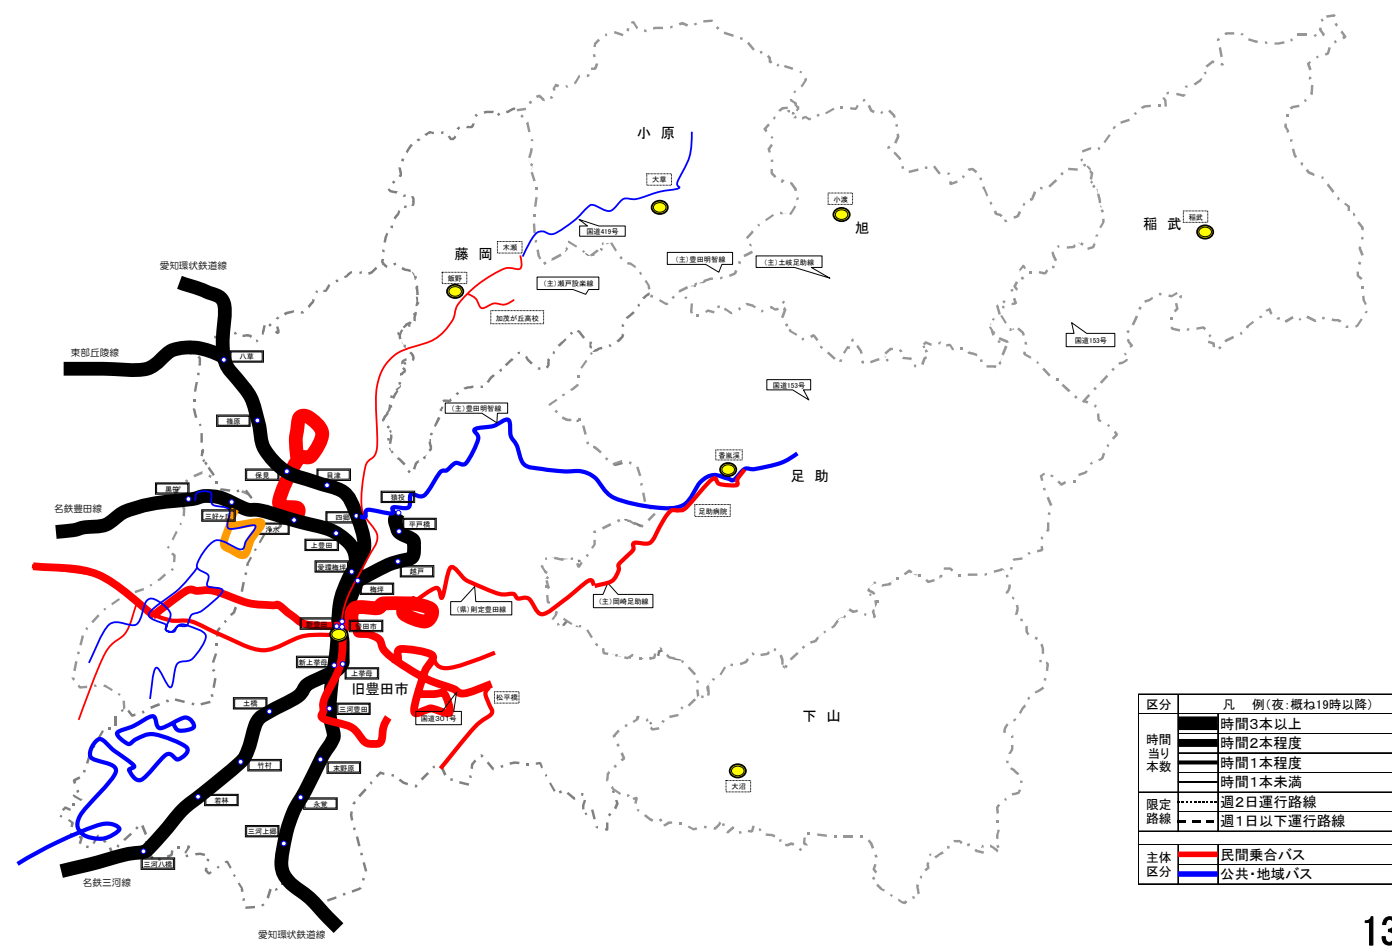 小 原
大草
小渡
旭
稲 武
稲武
国道419号
藤 岡
木瀬
(主)豊田明智線
(主)土岐足助線
愛知環状鉄道線
飯野
(主)瀬戸設楽線
加茂が丘高校
国道153号
東部丘陵線
八草
国道153号
篠原
(主)豊田明智線
保見
貝津
香嵐渓
足 助
黒笹
猿投
名鉄豊田線
三好ヶ丘
浄水
四郷
平戸橋
足助病院
上豊田
愛環梅坪
越戸
梅坪
(県)則定豊田線
(主)岡崎足助線
新豊田
豊田市
新上挙母
上挙母
旧豊田市
松平橋
土橋
三河豊田
国道301号
下 山
竹村
末野原
大沼
若林
永覚
三河上郷
三河八橋
名鉄三河線
愛知環状鉄道線
区分
凡 例(夜:概ね19時以降)
時間
当り
本数
時間3本以上
時間2本程度
時間1本程度
時間1本未満
限定
路線
週2日運行路線
週1日以下運行路線
主体
区分
民間乗合バス
公共・地域バス
13